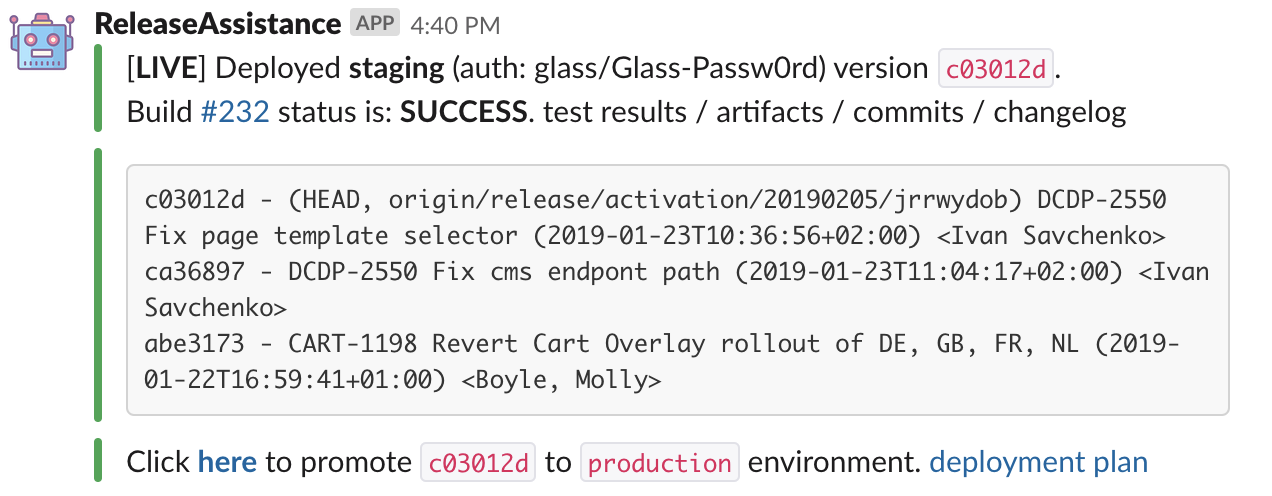 ReleaseAssistance APP 4:40 PM
[LIVE] Deployed staging (auth: glass/Glass-Passw0rd) version c03012d.
Build #232 status is: SUCCESS. test results / artifacts / commits / changelog
c03012d - (HEAD, origin/release/activation/20190205/jrrwydob) DCDP-2550
Fix page template selector (2019-01-23T10:36:56+02:00) <Ivan Savchenko>
ca36897 - DCDP-2550 Fix cms endpont path (2019-01-23T11:04:17+02:00) <Ivan
Savchenko>
abe3173 - CART-1198 Revert Cart Overlay rollout of DE, GB, FR, NL (2019-
01-22T16:59:41+01:00) <Boyle, Molly>
Click here to promote c03012d to production environment. deployment plan